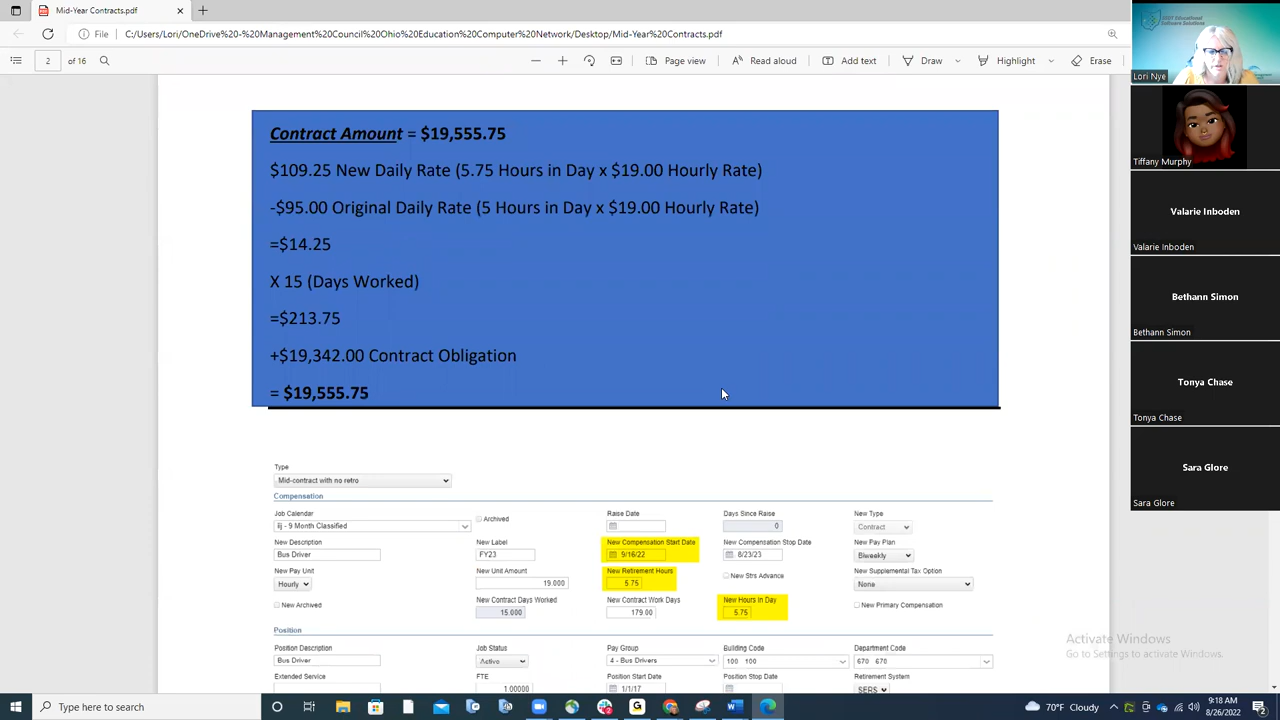 Mid-Year Contracts.pdf
File C:/Users/Lori/OneDrive%20-%20Management%20Council%20Ohio%20Education%20Computer%20Network/Desktop/Mid-Year Contracts.pdf
2 of 16 Page view Read aloud Add text Draw Highlight Erase
Contract Amount = $19,555.75
$109.25 New Daily Rate (5.75 Hours in Day x $19.00 Hourly Rate)
-$95.00 Original Daily Rate (5 Hours in Day x $19.00 Hourly Rate)
=$14.25
X 15 (Days Worked)
=$213.75
+$19,342.00 Contract Obligation
= $19,555.75
Type
Mid-contract with no retro
Compensation
Job Calendar Archived Raise Date Days Since Raise New Type
9 Month Classified 0 Contract
New Description New Label New Compensation Start Date New Compensation Stop Date New Pay Plan
Bus Driver FY23 9/16/22 8/23/23 Biweekly
New Pay Unit New Unit Amount New Retirement Hours New Strs Advance New Supplemental Tax Option
Hourly 19.000 5.75 None
New Archived New Contract Days Worked New Contract Work Days New Hours In Day New Primary Compensation
15.000 179.00 5.75
Position
Position Description Job Status Pay Group Building Code Department Code
Bus Driver Active 4 - Bus Drivers 100 100 670 670
Extended Service FTE Position Start Date Position Stop Date Retirement System
1.00000 1/1/17 SERS
Lori Nye
Tiffany Murphy
Valarie Inboden
Valarie Inboden
Bethann Simon
Bethann Simon
Tonya Chase
Tonya Chase
Sara Glore
Sara Glore
Activate Windows
Go to Settings to activate Windows.
Type here to search
70°F Cloudy
9:18 AM
8/26/2022
2